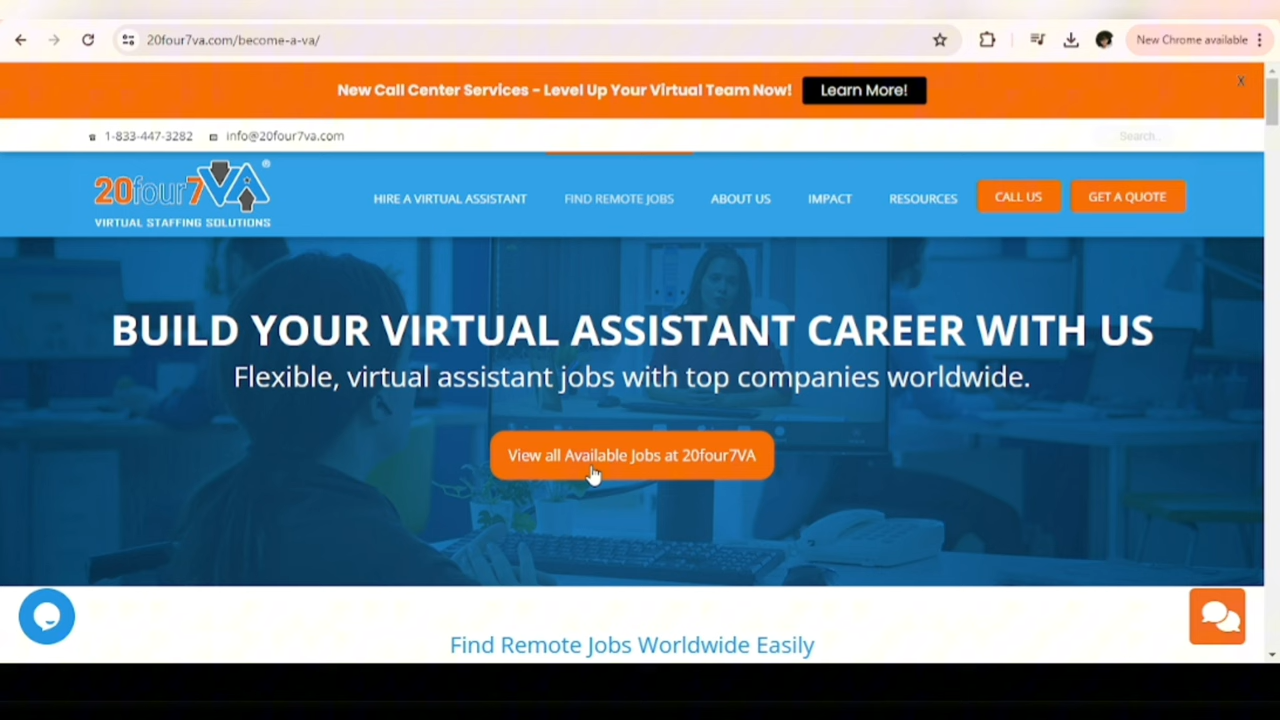 20four7va.com/become-a-va/
New Chrome available
New Call Center Services - Level Up Your Virtual Team Now!
Learn More!
X
1-833-447-3282
info@20four7va.com
Search..
20four7VA®
VIRTUAL STAFFING SOLUTIONS
HIRE A VIRTUAL ASSISTANT
FIND REMOTE JOBS
ABOUT US
IMPACT
RESOURCES
CALL US
GET A QUOTE
BUILD YOUR VIRTUAL ASSISTANT CAREER WITH US
Flexible, virtual assistant jobs with top companies worldwide.
View all Available Jobs at 20four7VA
Find Remote Jobs Worldwide Easily